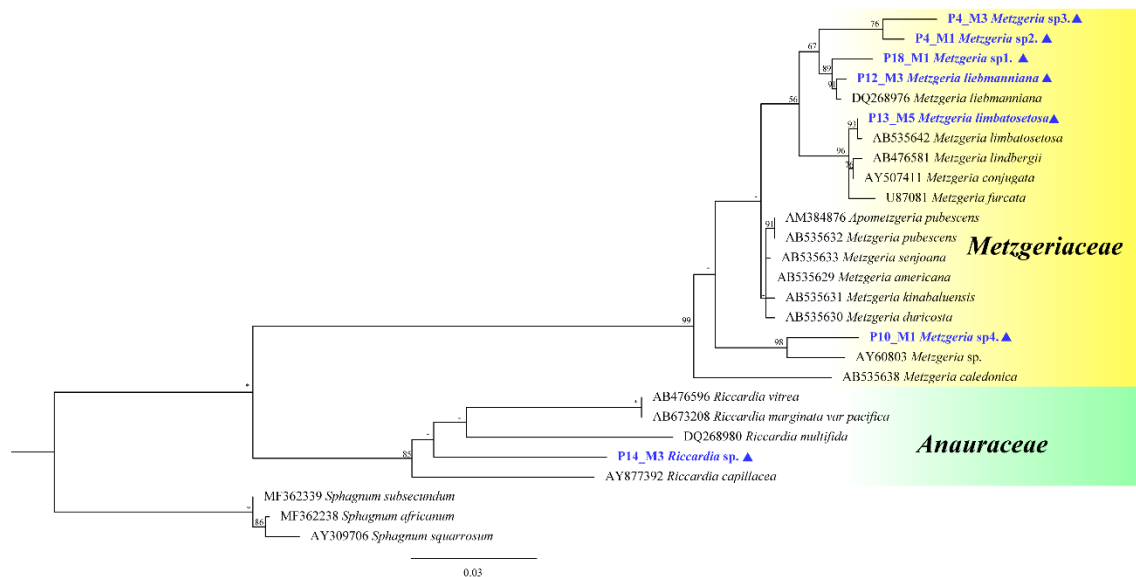 P4_M3 Metzgeria sp3.▲
76
P4_M1 Metzgeria sp2.▲
67
P18_M1 Metzgeria sp1.▲
89
P12_M3 Metzgeria liebmanniana▲
91
56
DQ268976 Metzgeria liebmanniana
P13_M5 Metzgeria limbatosetosa▲
93
AB535642 Metzgeria limbatosetosa
96
AB476581 Metzgeria lindbergii
AY507411 Metzgeria conjugata
U87081 Metzgeria furcata
-
91
AM384876 Apometzgeria pubescens
AB535632 Metzgeria pubescens
Metzgeriaceae
AB535633 Metzgeria senjoana
-
AB535629 Metzgeria americana
-
AB535631 Metzgeria kinabaluensis
AB535630 Metzgeria duricosta
99
P10_M1 Metzgeria sp4.▲
98
AY60803 Metzgeria sp.
AB535638 Metzgeria caledonica
*
AB476596 Riccardia vitrea
*
AB673208 Riccardia marginata var pacifica
-
-
DQ268980 Riccardia multifida
Anauraceae
P14_M3 Riccardia sp.▲
85
AY877392 Riccardia capillacea
*
MF362339 Sphagnum subsecundum
MF362238 Sphagnum africanum
86
AY309706 Sphagnum squarrosum
0.03